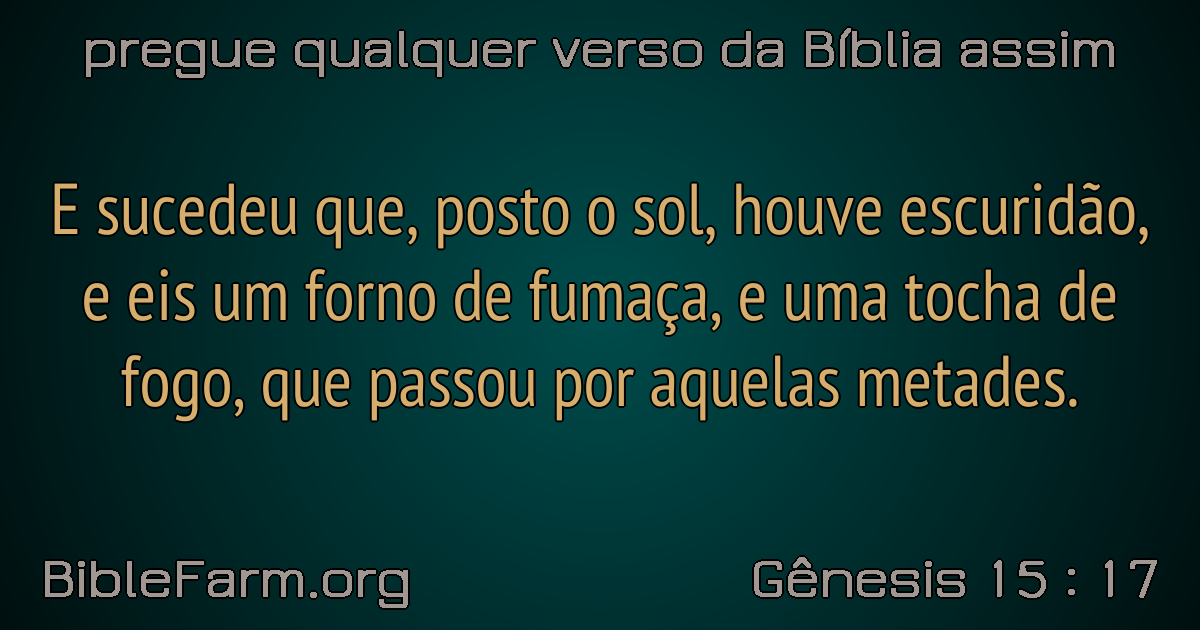 pregue qualquer verso da Bíblia assim
E sucedeu que, posto o sol, houve escuridão,
e eis um forno de fumaça, e uma tocha de
fogo, que passou por aquelas metades.
BibleFarm.org
Gênesis 15 : 17